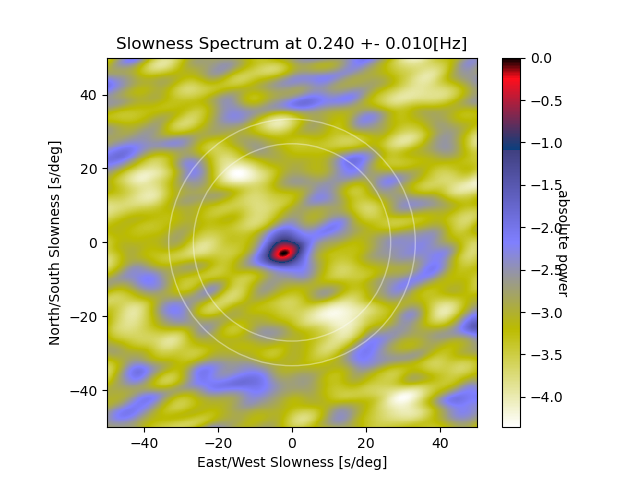 Slowness Spectrum at 0.240 +- 0.010[Hz]
North/South Slowness [s/deg]
40
20
0
−20
−40
−40 −20 0 20 40
East/West Slowness [s/deg]
0.0
−0.5
−1.0
−1.5
−2.0
−2.5
−3.0
−3.5
−4.0
absolute power